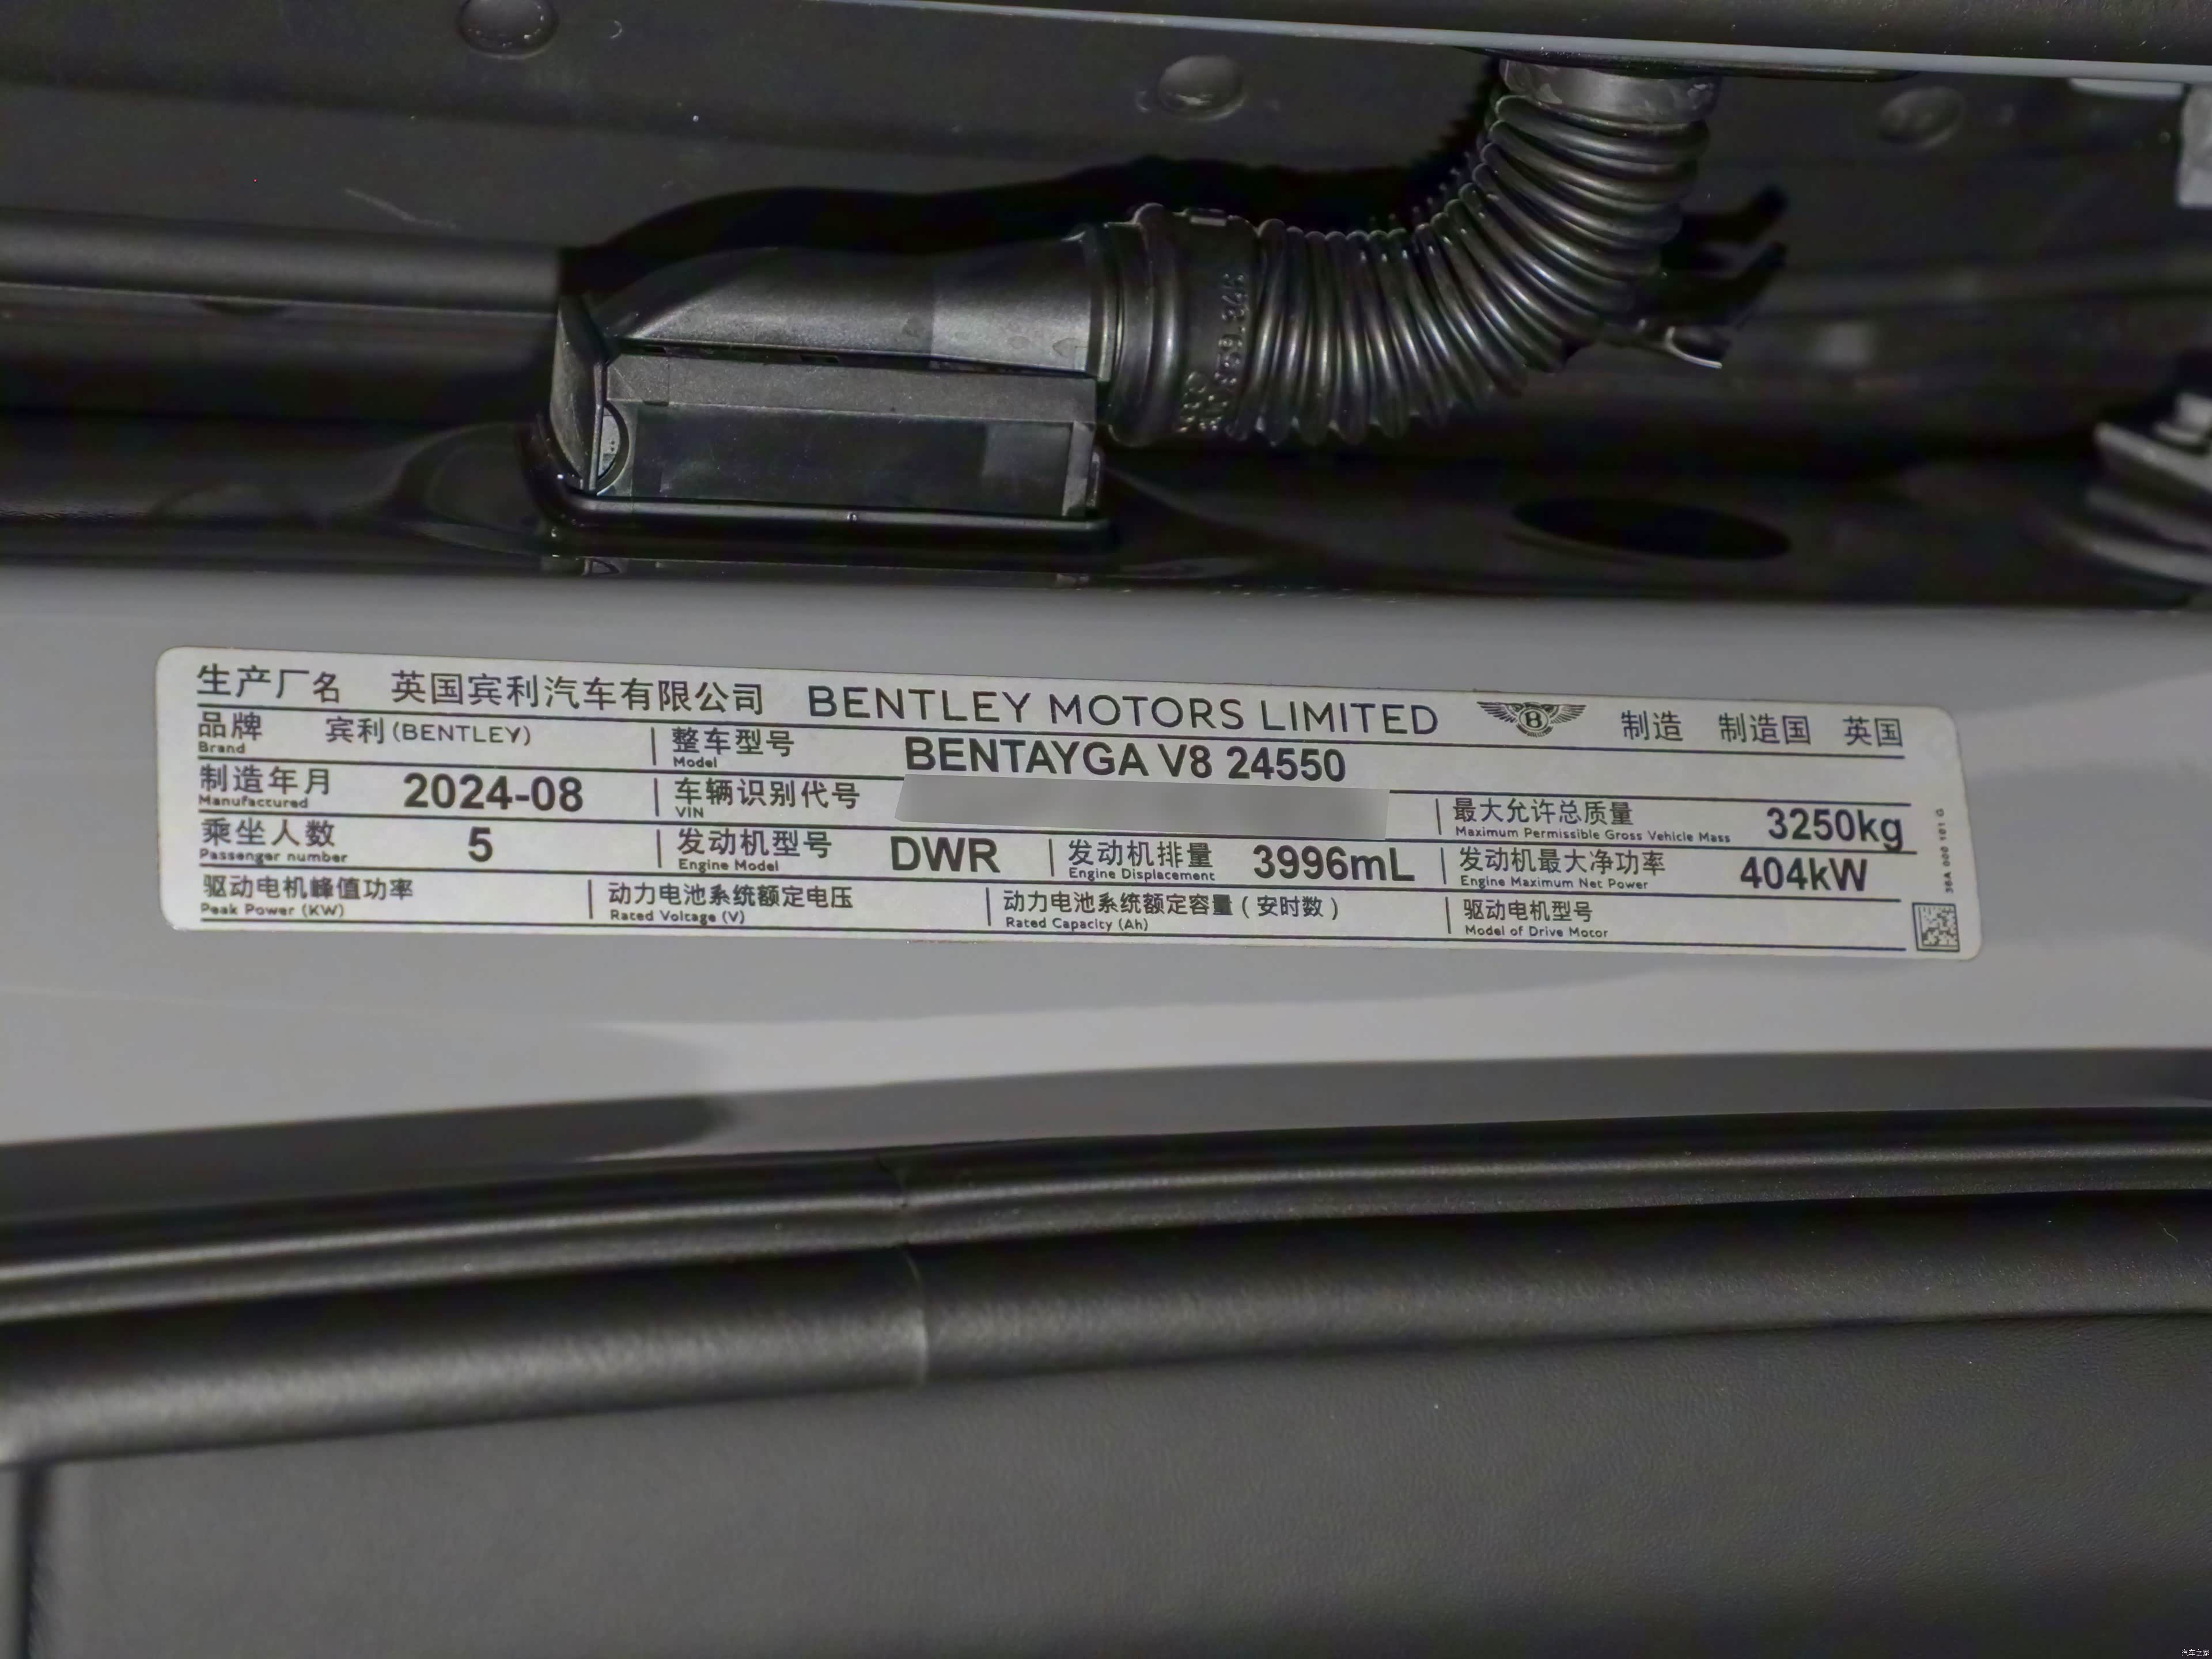 生产厂名 英国宾利汽车有限公司 BENTLEY MOTORS LIMITED B 制造 制造国 英国
品牌 宾利(BENTLEY) 整车型号 BENTAYGA V8 24550
Brand Model
制造年月 2024-08 车辆识别代号 最大允许总质量 3250kg
Manufactured VIN Maximum Permissible Gross Vehicle Mass
乘坐人数 5 发动机型号 DWR 发动机排量 3996mL 发动机最大净功率 404kW
Passenger number Engine Model Engine Displacement Engine Maximum Net Power
驱动电机峰值功率 动力电池系统额定电压 动力电池系统额定容量(安时数) 驱动电机型号
Peak Power (KW) Rated Voltage (V) Rated Capacity (Ah) Model of Drive Motor
36A 000 101 G
汽车之家